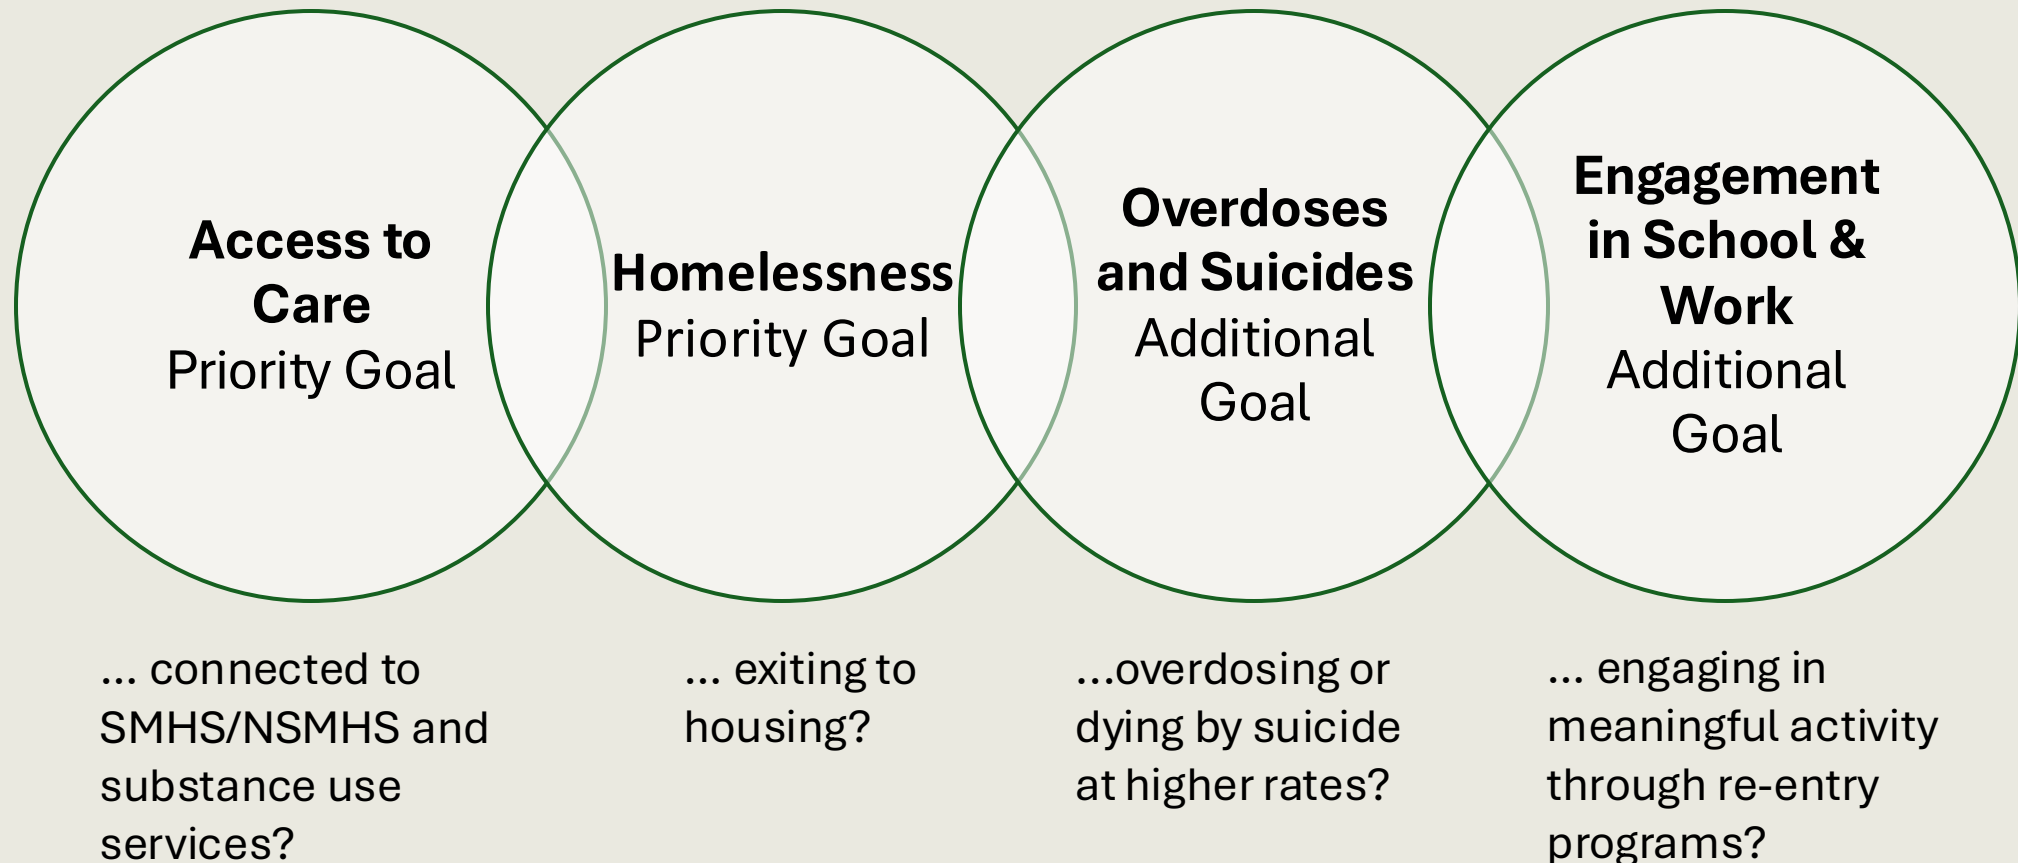 Access to
Care
Priority Goal
Homelessness
Priority Goal
Overdoses
and Suicides
Additional
Goal
Engagement
in School &
Work
Additional
Goal
... connected to
SMHS/NSMHS and
substance use
services?
... exiting to
housing?
...overdosing or
dying by suicide
at higher rates?
... engaging in
meaningful activity
through re-entry
programs?